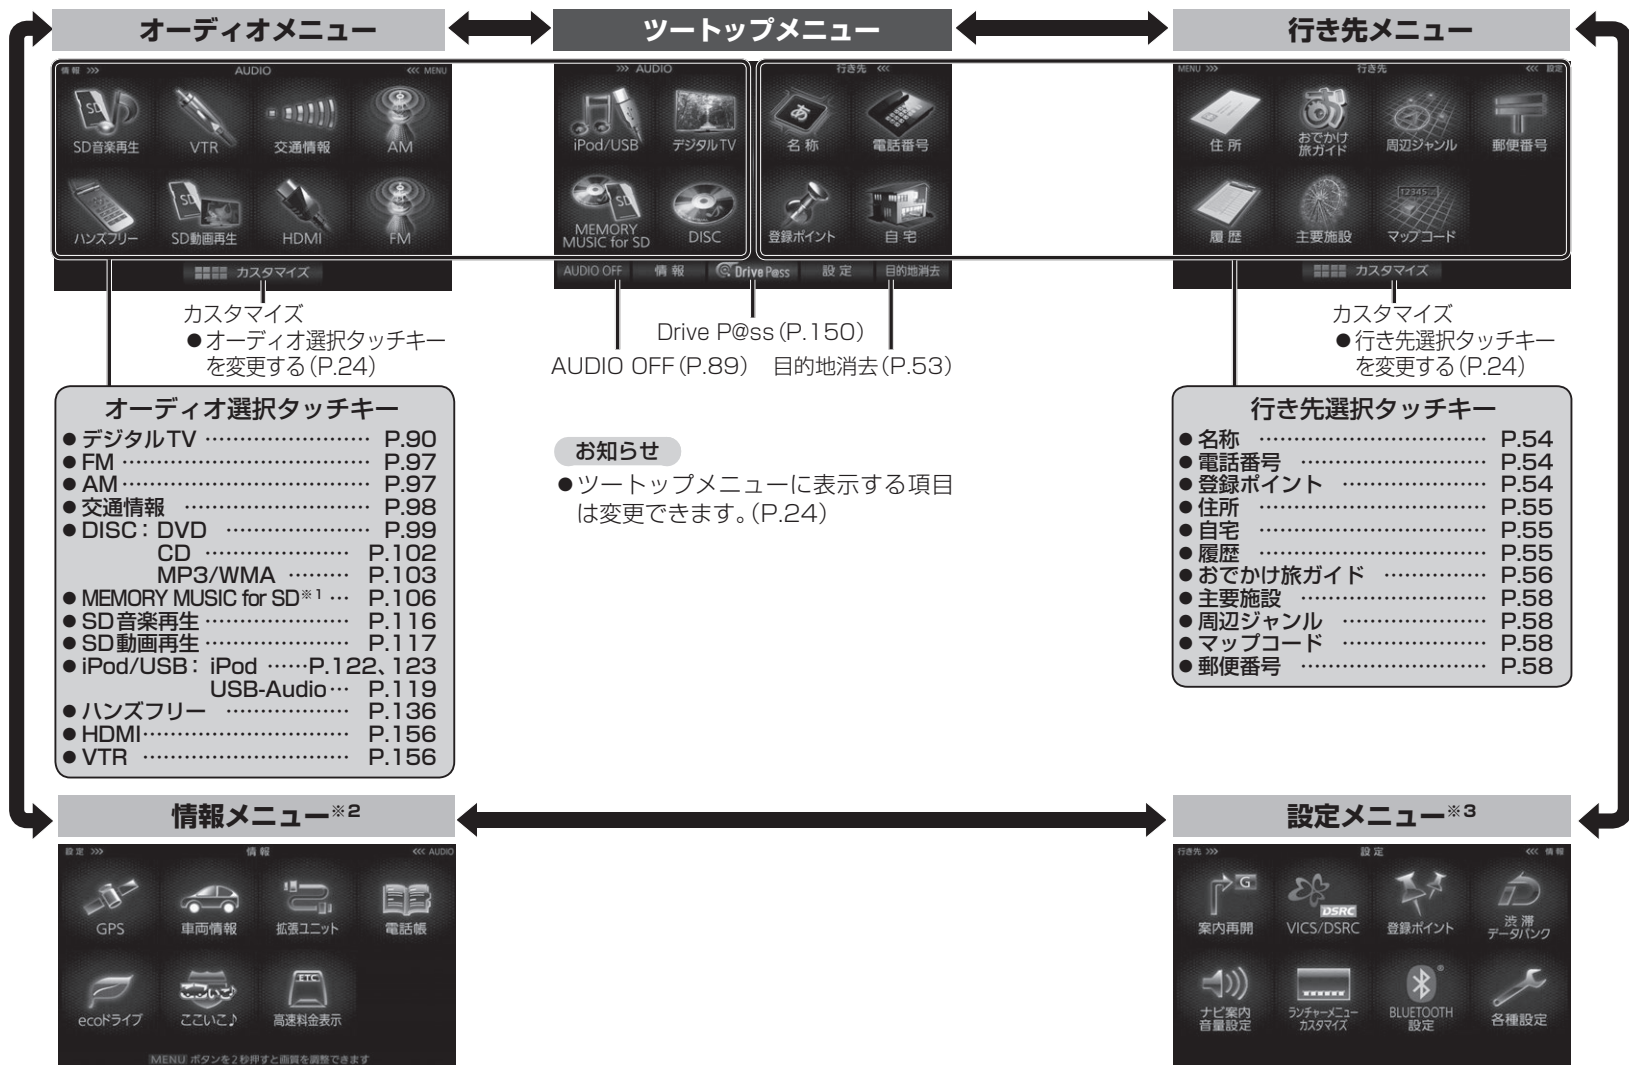 オーディオメニュー
情報 >>> AUDIO <<< MENU
SD音楽再生 VTR 交通情報 AM
ハンズフリー SD動画再生 HDMI FM
カスタマイズ
カスタマイズ
●オーディオ選択タッチキー
を変更する(P.24)
オーディオ選択タッチキー
●デジタルTV …………………… P.90
●FM ………………………… P.97
●AM ………………………… P.97
●交通情報 …………………… P.98
●DISC: DVD ………………… P.99
CD ………………… P.102
MP3/WMA ……… P.103
●MEMORY MUSIC for SD※1 … P.106
●SD音楽再生 ………………… P.116
●SD動画再生 ………………… P.117
●iPod/USB: iPod ……P.122、123
USB-Audio… P.119
●ハンズフリー ……………… P.136
●HDMI………………………… P.156
●VTR ………………………… P.156
ツートップメニュー
>>> AUDIO 行き先 <<<
iPod/USB デジタルTV 名称 電話番号
MEMORY
MUSIC for SD DISC 登録ポイント 自宅
AUDIO OFF 情報 Drive P@ss 設定 目的地消去
Drive P@ss(P.150)
AUDIO OFF(P.89) 目的地消去(P.53)
お知らせ
●ツートップメニューに表示する項目
は変更できます。(P.24)
行き先メニュー
MENU >>> 行き先 <<< 設定
住所 おでかけ
旅ガイド 周辺ジャンル 郵便番号
履歴 主要施設 マップコード
カスタマイズ
カスタマイズ
●行き先選択タッチキー
を変更する(P.24)
行き先選択タッチキー
●名称 …………………………… P.54
●電話番号 ……………………… P.54
●登録ポイント ………………… P.54
●住所 …………………………… P.55
●自宅 …………………………… P.55
●履歴 …………………………… P.55
●おでかけ旅ガイド …………… P.56
●主要施設 ……………………… P.58
●周辺ジャンル ………………… P.58
●マップコード ………………… P.58
●郵便番号 ……………………… P.58
情報メニュー※2
設定 >>> 情報 <<< AUDIO
GPS 車両情報 拡張ユニット 電話帳
ecoドライブ ここいこ♪ ETC 高速料金表示
MENU ボタンを2秒押すと画質を調整できます
設定メニュー※3
行き先 >>> 設定 <<< 情報
案内再開 VICS/DSRC 登録ポイント 渋滞
データバンク
ナビ案内
音量設定 ランチャーメニュー
カスタマイズ BLUETOOTH
設定 各種設定